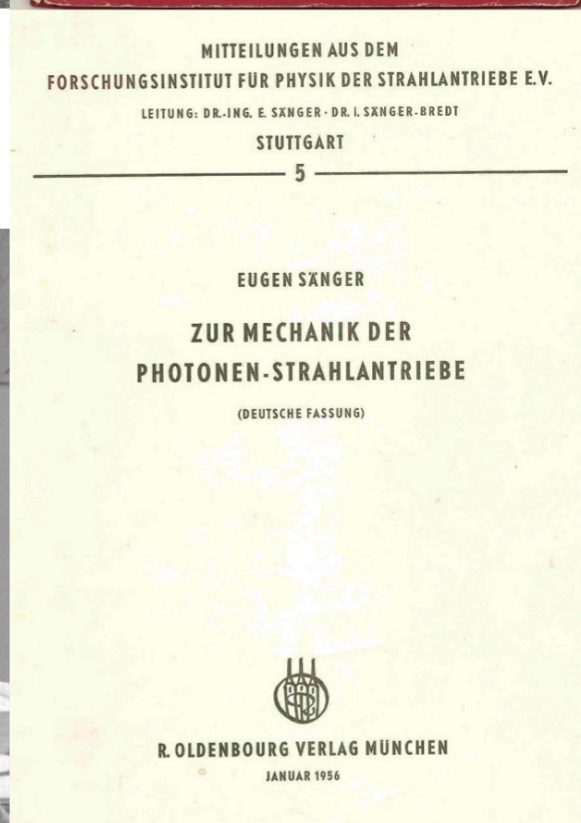 MITTEILUNGEN AUS DEM
FORSCHUNGSINSTITUT FÜR PHYSIK DER STRAHLANTRIEBE E.V.
LEITUNG: DR.-ING. E. SÄNGER · DR. I. SÄNGER-BREDT
STUTTGART
5
EUGEN SÄNGER
ZUR MECHANIK DER
PHOTONEN-STRAHLANTRIEBE
(DEUTSCHE FASSUNG)
R. OLDENBOURG VERLAG MÜNCHEN
JANUAR 1956